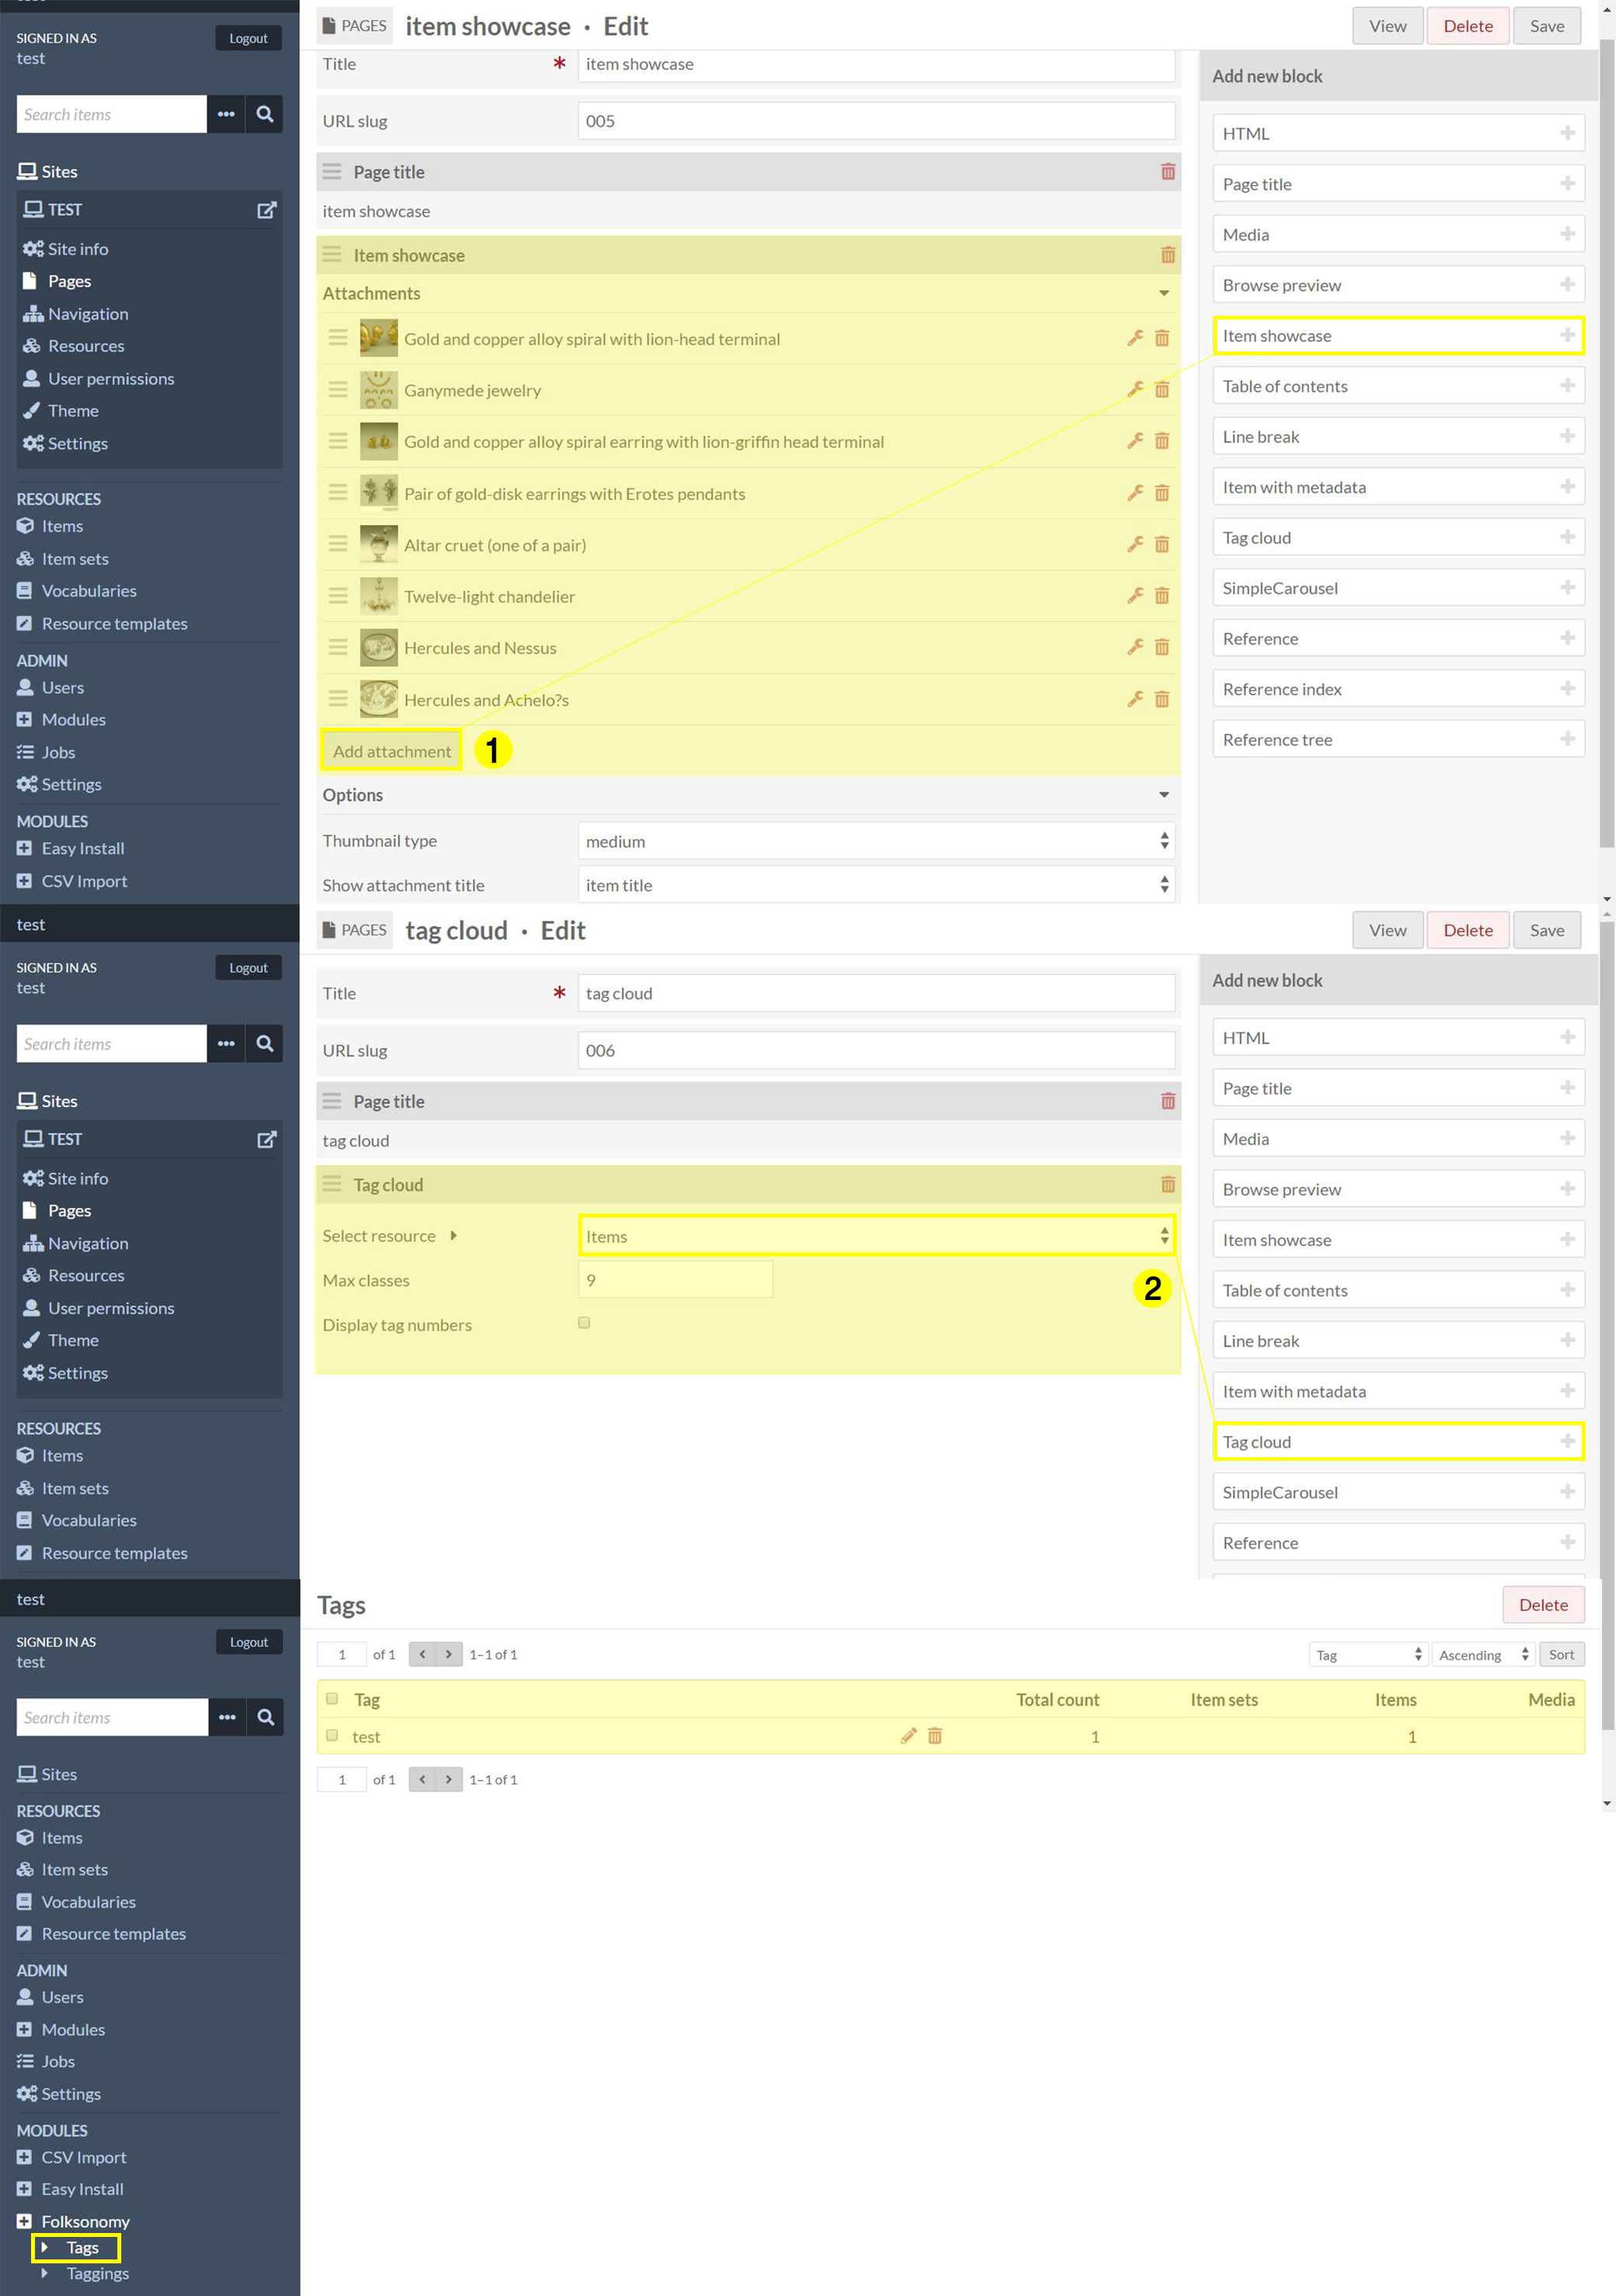 SIGNED IN AS
Logout
test
Search items
Sites
TEST
Site info
Pages
Navigation
Resources
User permissions
Theme
Settings
RESOURCES
Items
Item sets
Vocabularies
Resource templates
ADMIN
Users
Modules
Jobs
Settings
MODULES
Easy Install
CSV Import
PAGES item showcase · Edit
View Delete Save
Title * item showcase
URL slug 005
Page title
item showcase
Item showcase
Attachments
Gold and copper alloy spiral with lion-head terminal
Ganymede jewelry
Gold and copper alloy spiral earring with lion-griffin head terminal
Pair of gold-disk earrings with Erotes pendants
Altar cruet (one of a pair)
Twelve-light chandelier
Hercules and Nessus
Hercules and Achelo?s
Add attachment 1
Options
Thumbnail type medium
Show attachment title item title
Add new block
HTML
Page title
Media
Browse preview
Item showcase
Table of contents
Line break
Item with metadata
Tag cloud
SimpleCarousel
Reference
Reference index
Reference tree
test
SIGNED IN AS
Logout
test
Search items
Sites
TEST
Site info
Pages
Navigation
Resources
User permissions
Theme
Settings
RESOURCES
Items
Item sets
Vocabularies
Resource templates
PAGES tag cloud · Edit
View Delete Save
Title * tag cloud
URL slug 006
Page title
tag cloud
Tag cloud
Select resource Items
Max classes 9
2
Display tag numbers
Add new block
HTML
Page title
Media
Browse preview
Item showcase
Table of contents
Line break
Item with metadata
Tag cloud
SimpleCarousel
Reference
test
SIGNED IN AS
Logout
test
Search items
Sites
RESOURCES
Items
Item sets
Vocabularies
Resource templates
ADMIN
Users
Modules
Jobs
Settings
MODULES
CSV Import
Easy Install
Folksonomy
Tags
Taggings
Tags
Delete
1 of 1 < > 1–1 of 1
Tag Ascending Sort
Tag Total count Item sets Items Media
test 1 1
1 of 1 < > 1–1 of 1